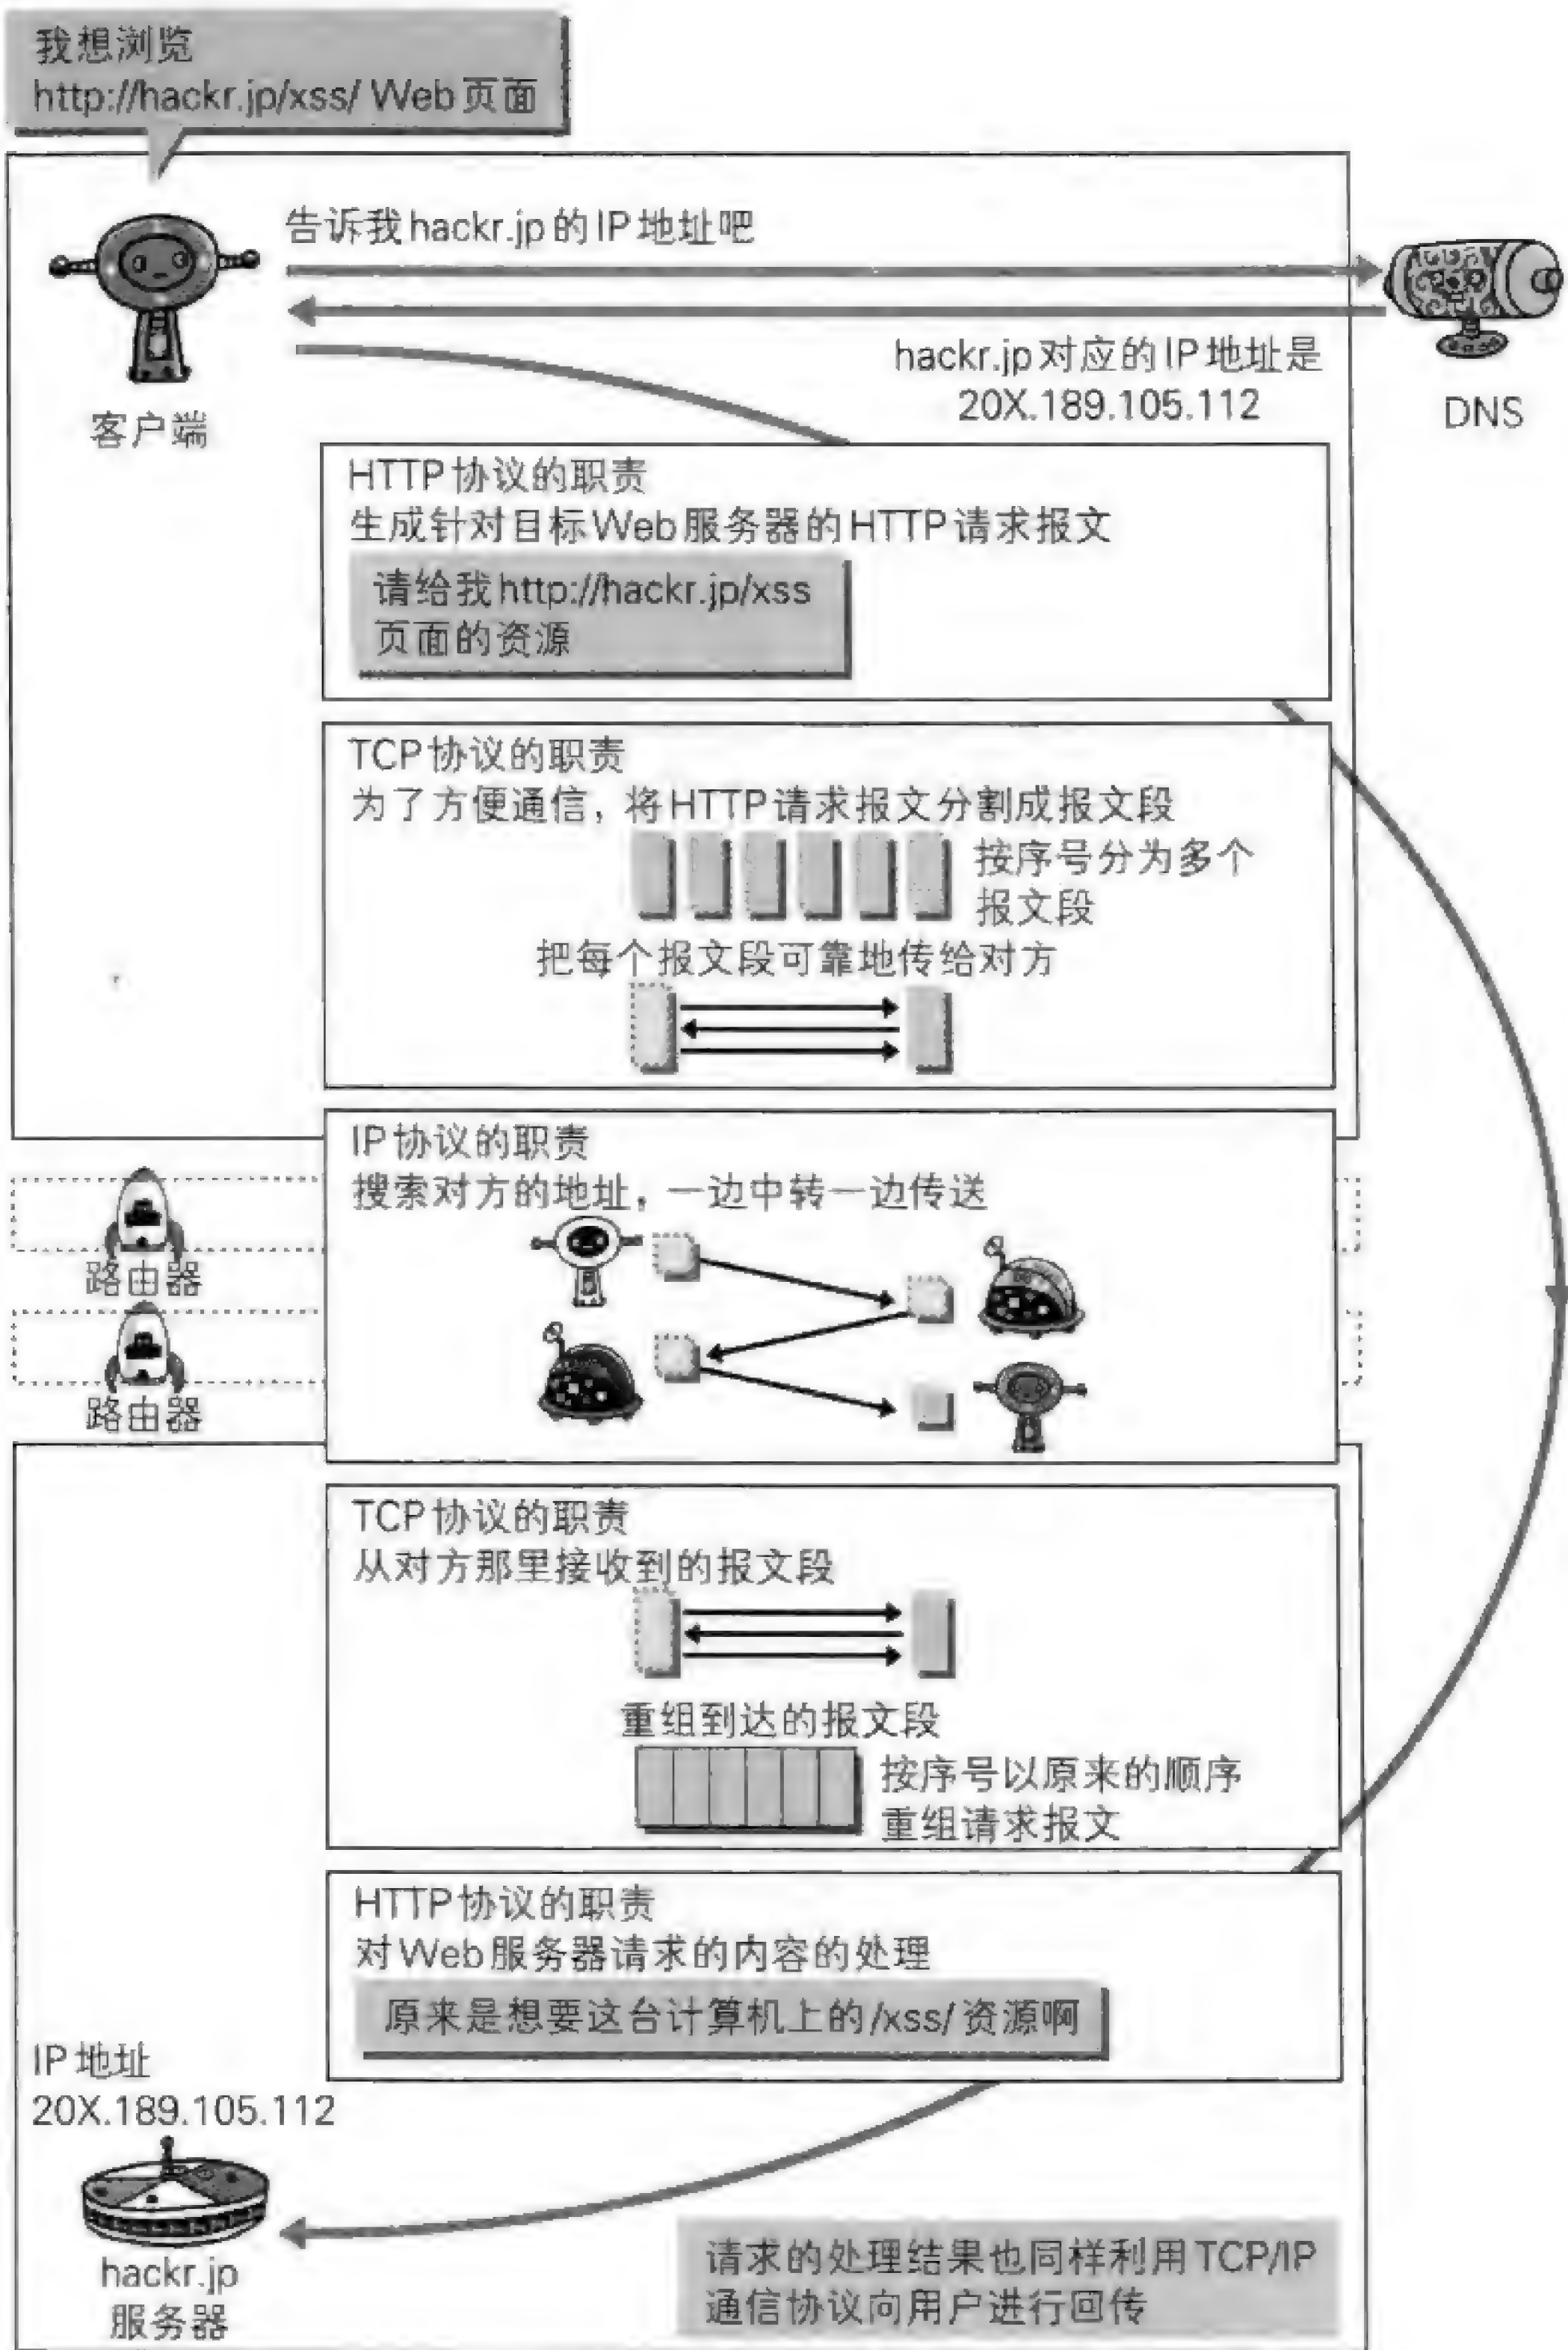 我想浏览
http://hackr.jp/xss/ Web页面
告诉我hackr.jp的IP地址吧
hackr.jp对应的IP地址是
20X.189.105.112
DNS
客户端
HTTP协议的职责
生成针对目标Web服务器的HTTP请求报文
请给我http://hackr.jp/xss
页面的资源
TCP协议的职责
为了方便通信，将HTTP请求报文分割成报文段
按序号分为多个
报文段
把每个报文段可靠地传给对方
IP协议的职责
搜索对方的地址，一边中转一边传送
路由器
路由器
TCP协议的职责
从对方那里接收到的报文段
重组到达的报文段
按序号以原来的顺序
重组请求报文
HTTP协议的职责
对Web服务器请求的内容的处理
原来是想要这台计算机上的/xss/资源啊
IP地址
20X.189.105.112
hackr.jp
服务器
请求的处理结果也同样利用TCP/IP
通信协议向用户进行回传